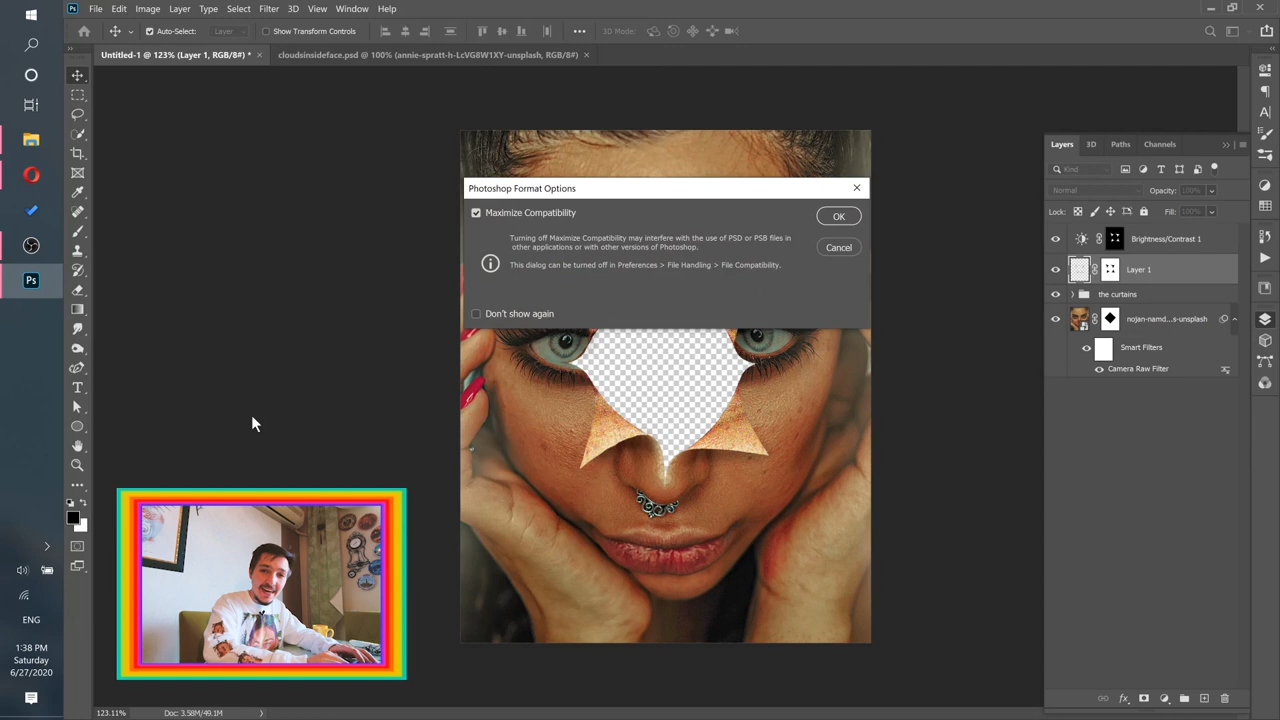 Ps File Edit Image Layer Type Select Filter 3D View Window Help
Auto-Select: Layer Show Transform Controls 3D Mode:
Untitled-1 @ 123% (Layer 1, RGB/8#) * cloudsinsideface.psd @ 100% (annie-spratt-h-LcVG8W1XY-unsplash, RGB/8#)
Layers 3D Paths Channels
Kind
Normal Opacity: 100%
Lock: Fill: 100%
Brightness/Contrast 1
Layer 1
the curtains
nojan-namd...s-unsplash
Smart Filters
Camera Raw Filter
Photoshop Format Options
Maximize Compatibility
OK
Turning off Maximize Compatibility may interfere with the use of PSD or PSB files in
other applications or with other versions of Photoshop.
Cancel
This dialog can be turned off in Preferences > File Handling > File Compatibility.
Don't show again
Ps
ENG
1:38 PM
Saturday
6/27/2020
123.11% Doc: 3.58M/49.1M